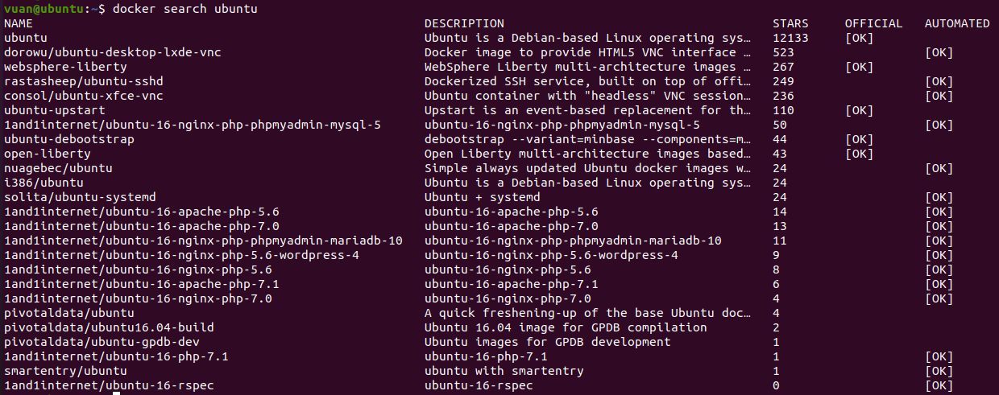 vuan@ubuntu:~$ docker search ubuntu
NAME DESCRIPTION STARS OFFICIAL AUTOMATED
ubuntu Ubuntu is a Debian-based Linux operating sys… 12133 [OK]
dorowu/ubuntu-desktop-lxde-vnc Docker image to provide HTML5 VNC interface … 523 [OK]
websphere-liberty WebSphere Liberty multi-architecture images … 267 [OK]
rastasheep/ubuntu-sshd Dockerized SSH service, built on top of offi… 249 [OK]
consol/ubuntu-xfce-vnc Ubuntu container with "headless" VNC session… 236 [OK]
ubuntu-upstart Upstart is an event-based replacement for th… 110 [OK]
1and1internet/ubuntu-16-nginx-php-phpmyadmin-mysql-5 ubuntu-16-nginx-php-phpmyadmin-mysql-5 50 [OK]
ubuntu-debootstrap debootstrap --variant=minbase --components=m… 44 [OK]
open-liberty Open Liberty multi-architecture images based… 43 [OK]
nuagebec/ubuntu Simple always updated Ubuntu docker images w… 24 [OK]
i386/ubuntu Ubuntu is a Debian-based Linux operating sys… 24
solita/ubuntu-systemd Ubuntu + systemd 24 [OK]
1and1internet/ubuntu-16-apache-php-5.6 ubuntu-16-apache-php-5.6 14 [OK]
1and1internet/ubuntu-16-apache-php-7.0 ubuntu-16-apache-php-7.0 13 [OK]
1and1internet/ubuntu-16-nginx-php-phpmyadmin-mariadb-10 ubuntu-16-nginx-php-phpmyadmin-mariadb-10 11 [OK]
1and1internet/ubuntu-16-nginx-php-5.6-wordpress-4 ubuntu-16-nginx-php-5.6-wordpress-4 9 [OK]
1and1internet/ubuntu-16-nginx-php-5.6 ubuntu-16-nginx-php-5.6 8 [OK]
1and1internet/ubuntu-16-apache-php-7.1 ubuntu-16-apache-php-7.1 6 [OK]
1and1internet/ubuntu-16-nginx-php-7.0 ubuntu-16-nginx-php-7.0 4 [OK]
pivotaldata/ubuntu A quick freshening-up of the base Ubuntu doc… 4
pivotaldata/ubuntu16.04-build Ubuntu 16.04 image for GPDB compilation 2
pivotaldata/ubuntu-gpdb-dev Ubuntu images for GPDB development 1
1and1internet/ubuntu-16-php-7.1 ubuntu-16-php-7.1 1 [OK]
smartentry/ubuntu ubuntu with smartentry 1 [OK]
1and1internet/ubuntu-16-rspec ubuntu-16-rspec 0 [OK]